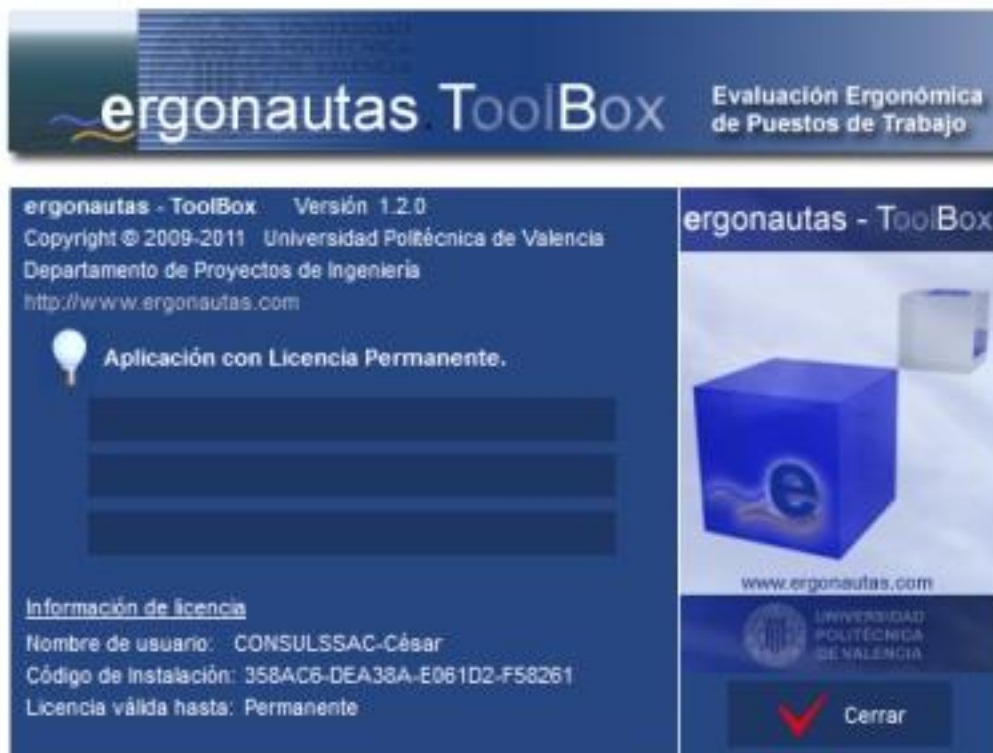 ergonautas.ToolBox
Evaluación Ergonómica
de Puestos de Trabajo
ergonautas - ToolBox Versión 1.2.0
Copyright © 2009-2011 Universidad Politécnica de Valencia
Departamento de Proyectos de Ingeniería
http://www.ergonautas.com
Aplicación con Licencia Permanente.
Información de licencia
Nombre de usuario: CONSULSSAC-César
Código de Instalación: 358AC6-DEA38A-E061D2-F58261
Licencia válida hasta: Permanente
ergonautas - ToolBox
e
www.ergonautas.com
UNIVERSIDAD
POLITÉCNICA
DE VALENCIA
Cerrar